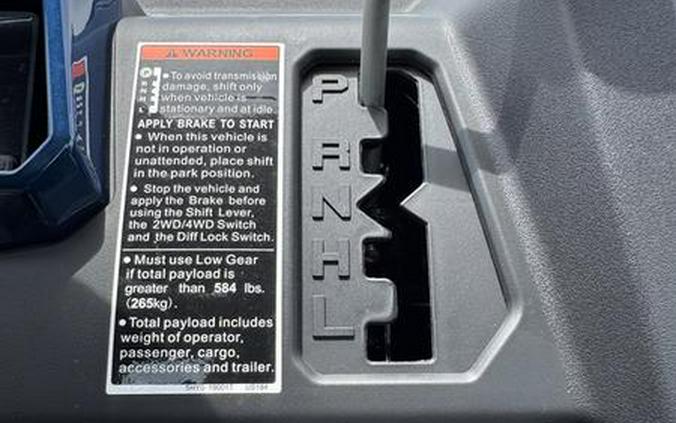 WARNING
• To avoid transmission
damage, shift only
when vehicle is
stationary and at idle.
APPLY BRAKE TO START
• When this vehicle is
not in operation or
unattended, place shift
in the park position.
• Stop the vehicle and
apply the Brake before
using the Shift Lever,
the 2WD/4WD Switch
and the Diff Lock Switch.
• Must use Low Gear
if total payload is
greater than 584 lbs.
(265kg).
• Total payload includes
weight of operator,
passenger, cargo,
accessories and trailer.
P
R
N
H
L